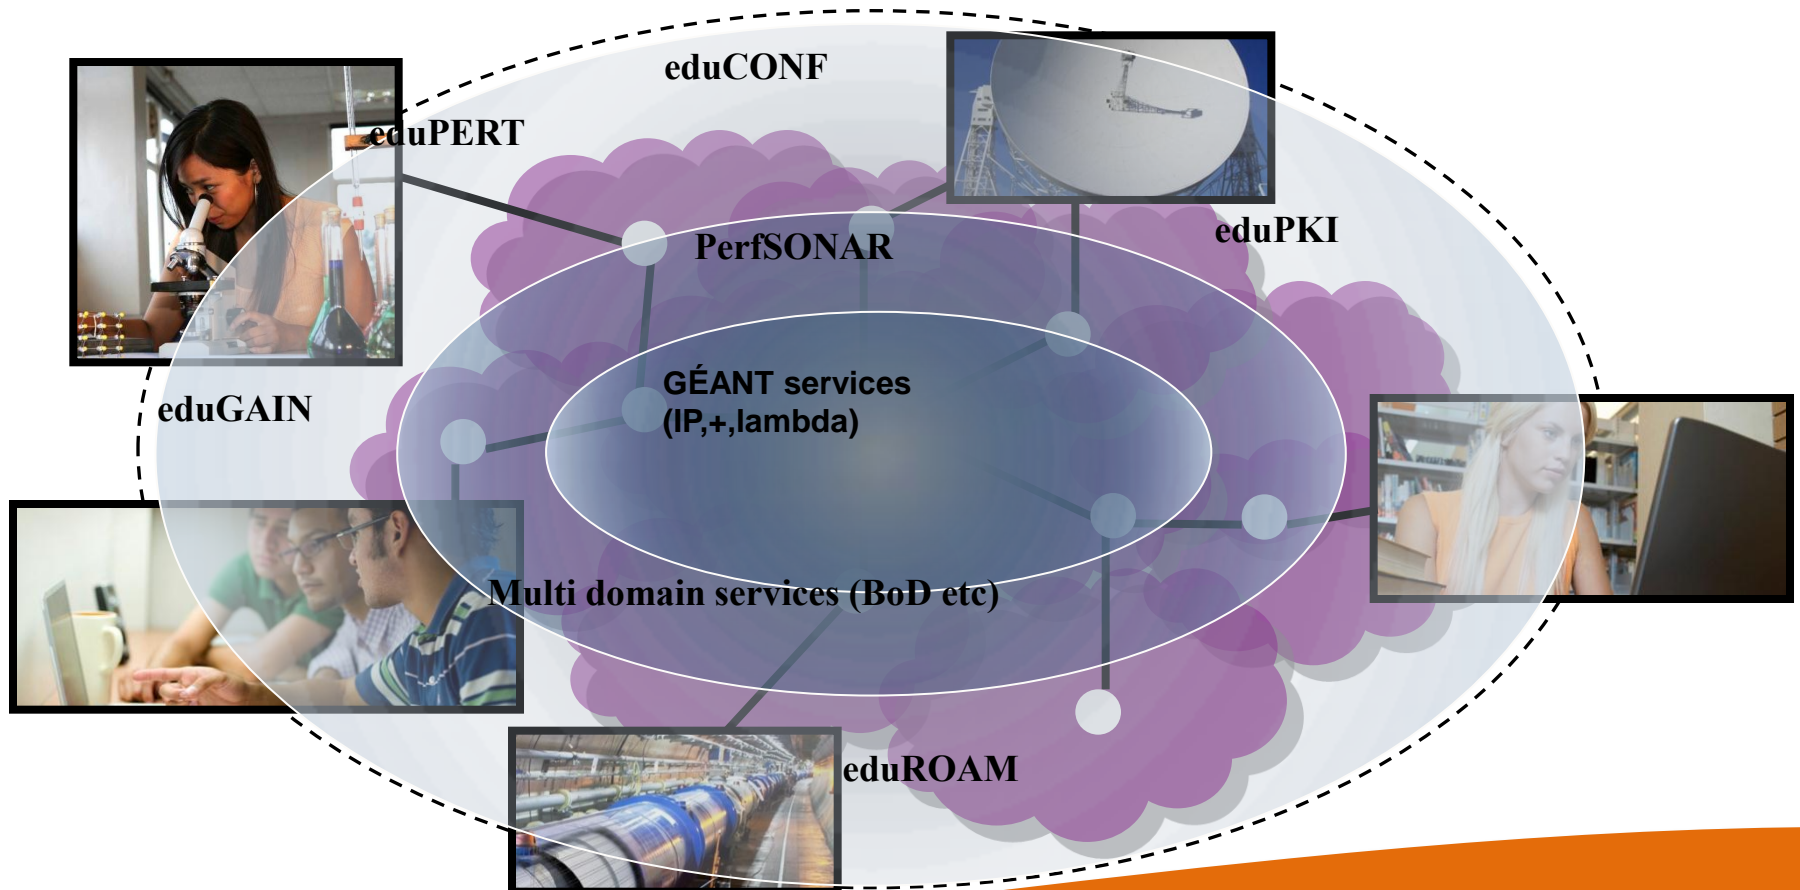 eduCONF
eduPERT
eduPKI
PerfSONAR
GÉANT services
(IP,+,lambda)
eduGAIN
Multi domain services (BoD etc)
eduROAM